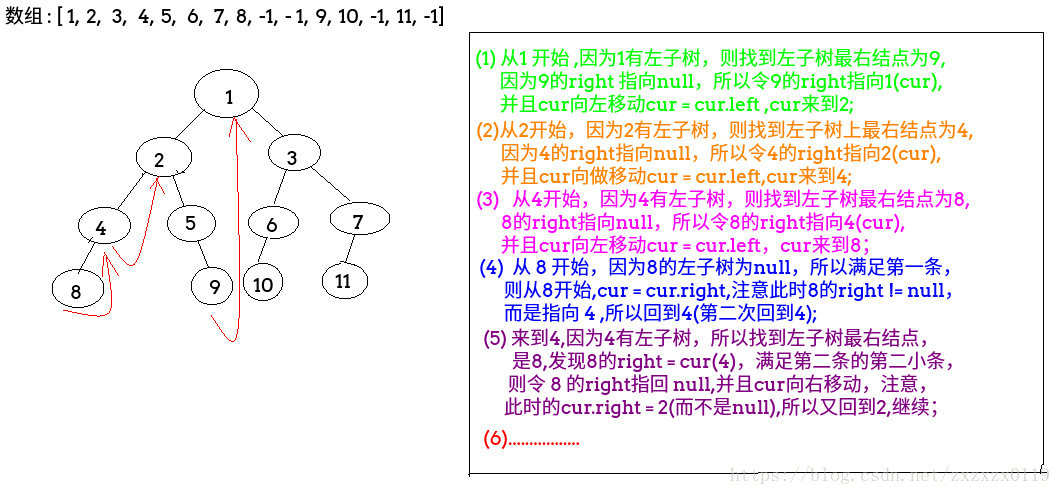 数组 : [ 1, 2, 3, 4, 5, 6, 7, 8, -1, - 1, 9, 10, -1, 11, -1]
1
2
3
4
5
6
7
8
9
10
11
(1) 从1 开始 ,因为1有左子树，则找到左子树最右结点为9,
因为9的right 指向null，所以令9的right指向1(cur),
并且cur向左移动cur = cur.left ,cur来到2;
(2)从2开始，因为2有左子树，则找到左子树上最右结点为4,
因为4的right指向null，所以令4的right指向2(cur),
并且cur向做移动cur = cur.left,cur来到4;
(3) 从4开始，因为4有左子树，则找到左子树最右结点为8,
8的right指向null，所以令8的right指向4(cur),
并且cur向左移动cur = cur.left，cur来到8；
(4) 从 8 开始，因为8的左子树为null，所以满足第一条，
则从8开始,cur = cur.right,注意此时8的right != null，
而是指向 4 ,所以回到4(第二次回到4);
(5) 来到4,因为4有左子树，所以找到左子树最右结点，
是8,发现8的right = cur(4)，满足第二条的第二小条，
则令 8 的right指回 null,并且cur向右移动，注意，
此时的cur.right = 2(而不是null),所以又回到2,继续；
(6).................
https://blog.csdn.net/zxzxzx0119